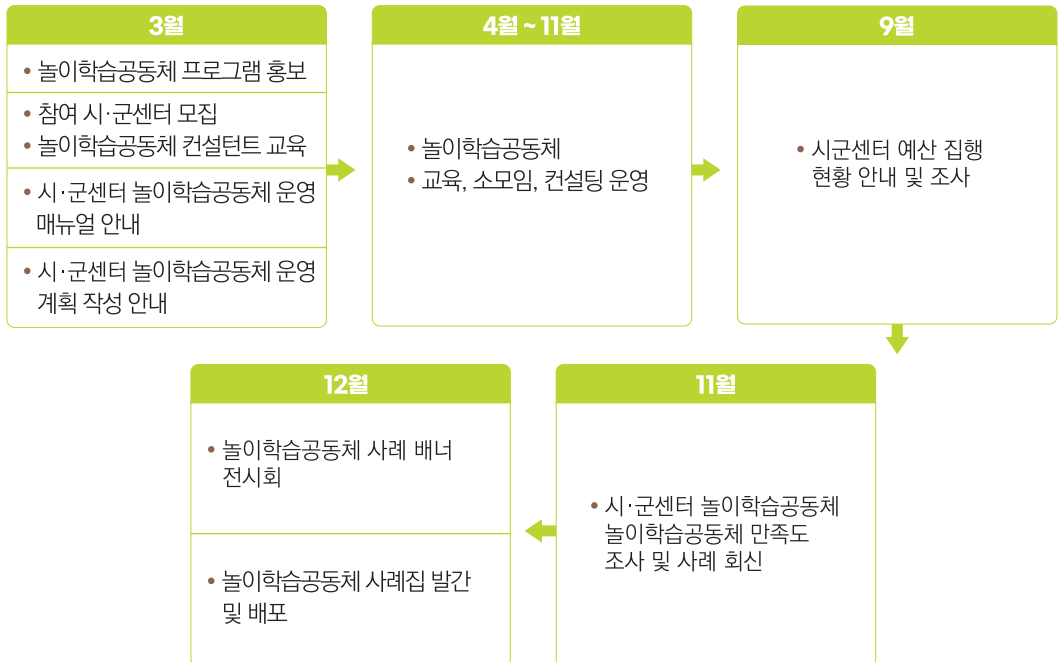 3월
• 놀이학습공동체 프로그램 홍보
• 참여 시·군센터 모집
• 놀이학습공동체 컨설턴트 교육
• 시·군센터 놀이학습공동체 운영
매뉴얼 안내
• 시·군센터 놀이학습공동체 운영
계획 작성 안내
4월 ~ 11월
• 놀이학습공동체
• 교육, 소모임, 컨설팅 운영
9월
• 시군센터 예산 집행
현황 안내 및 조사
11월
• 시·군센터 놀이학습공동체
놀이학습공동체 만족도
조사 및 사례 회신
12월
• 놀이학습공동체 사례 배너
전시회
• 놀이학습공동체 사례집 발간
및 배포